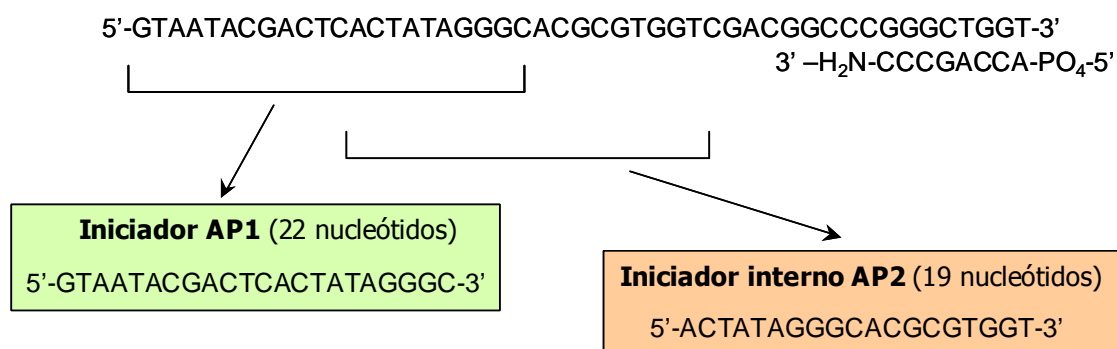 5’-GTAATACGACTCACTATAGGGCACGCGTGGTCGACGGCCCGGGCTGGT-3’
3’ –H₂N-CCCGACCA-PO₄-5’
Iniciador AP1 (22 nucleótidos)
5’-GTAATACGACTCACTATAGGGC-3’
Iniciador interno AP2 (19 nucleótidos)
5’-ACTATAGGGCACGCGTGGT-3’